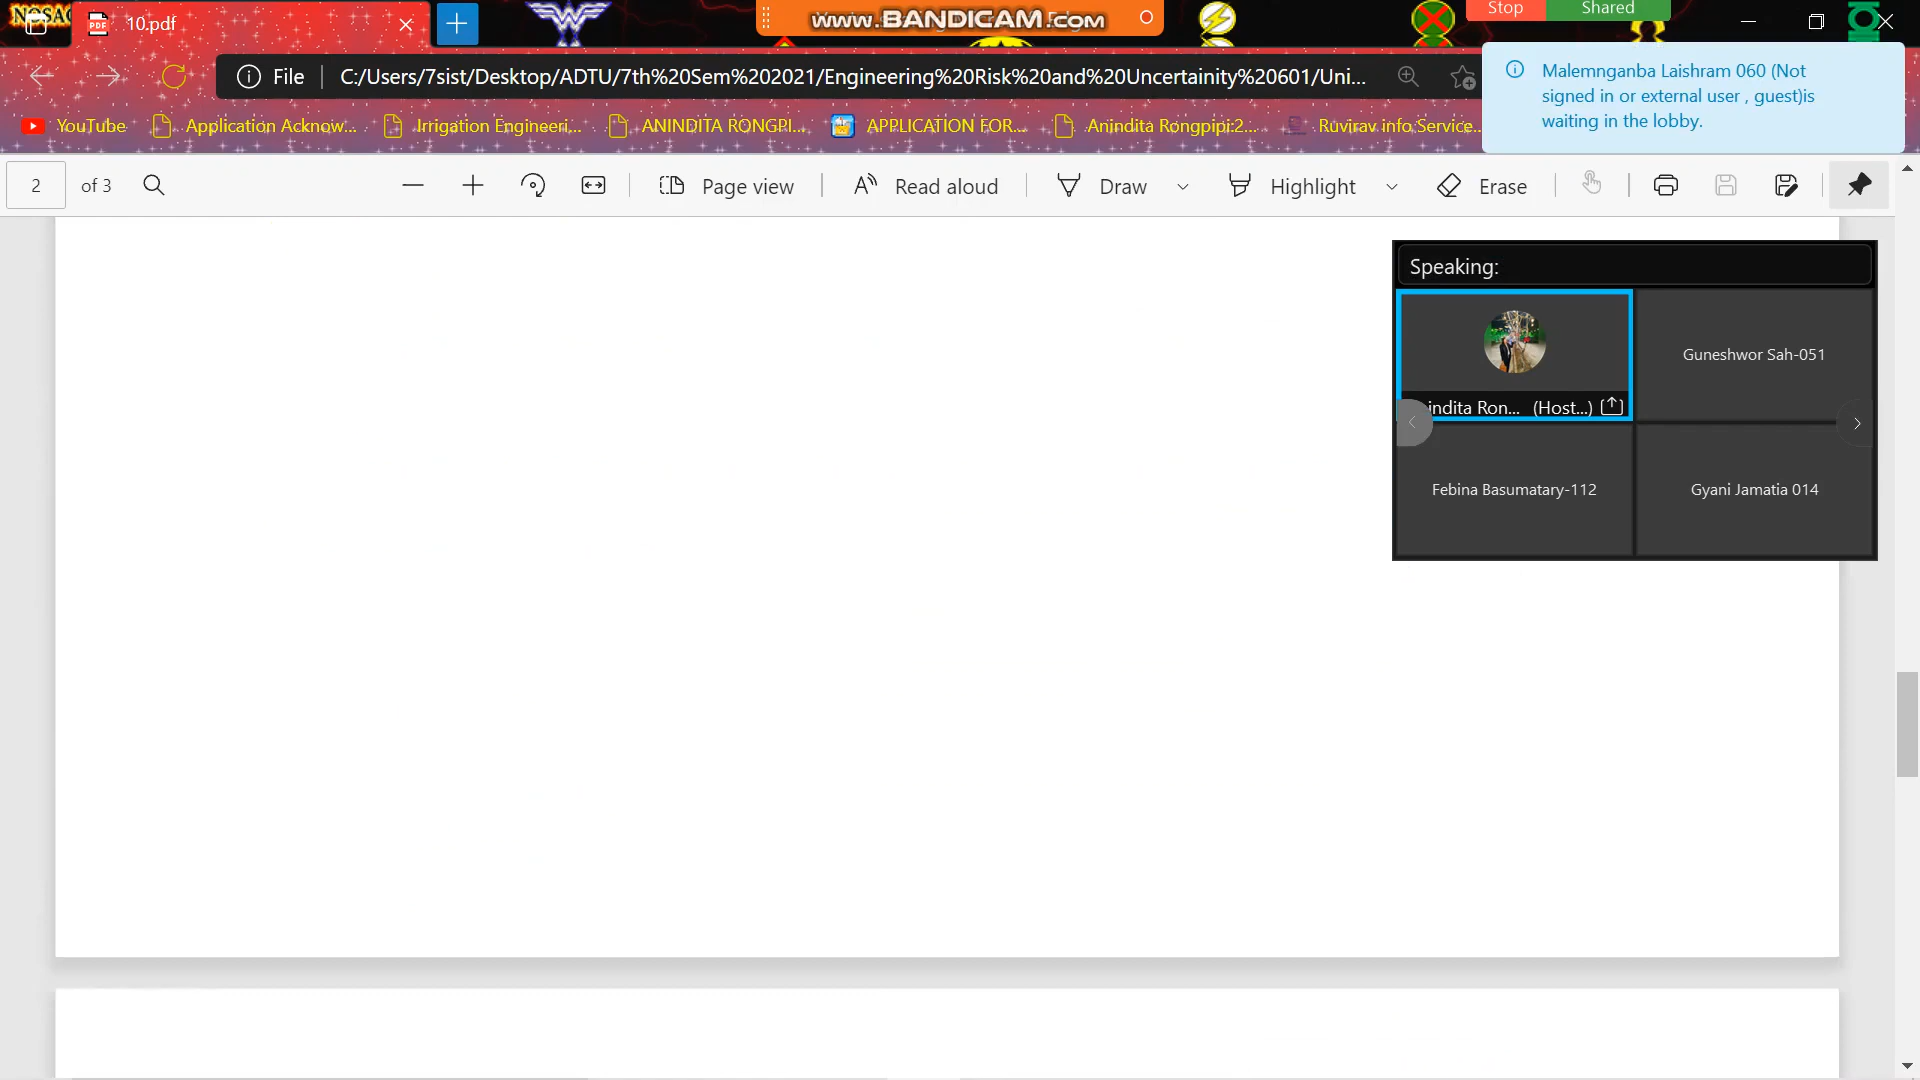 10.pdf
www.BANDICAM.com
Stop
Shared
File
C:/Users/7sist/Desktop/ADTU/7th%20Sem%202021/Engineering%20Risk%20and%20Uncertainity%20601/Uni...
Malemnganba Laishram 060 (Not
signed in or external user , guest)is
waiting in the lobby.
YouTube
Application Acknow...
Irrigation Engineeri...
ANINDITA RONGPI...
APPLICATION FOR...
Anindita Rongpipi:2...
Ruvirav info Service...
2
of 3
Page view
Read aloud
Draw
Highlight
Erase
Speaking:
indita Ron... (Host...)
Guneshwor Sah-051
Febina Basumatary-112
Gyani Jamatia 014